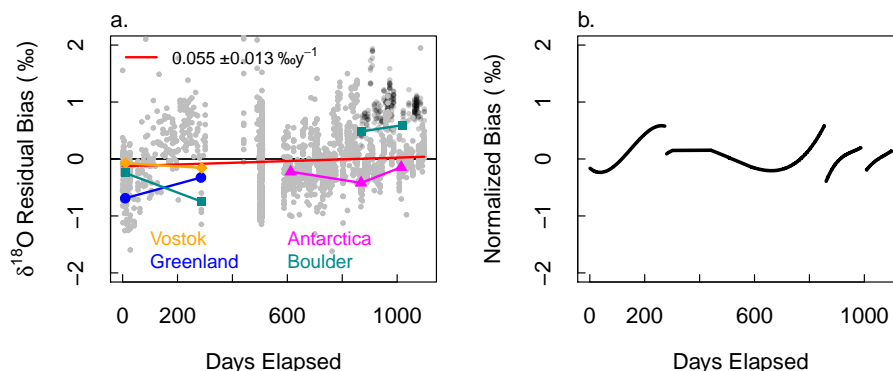 a.
0.055 ±0.013 ‰y⁻¹
δ¹⁸O Residual Bias ( ‰)
2
1
0
−1
−2
Vostok
Greenland
Antarctica
Boulder
0 200 600 1000
Days Elapsed
b.
Normalized Bias ( ‰)
2
1
0
−1
−2
0 200 600 1000
Days Elapsed